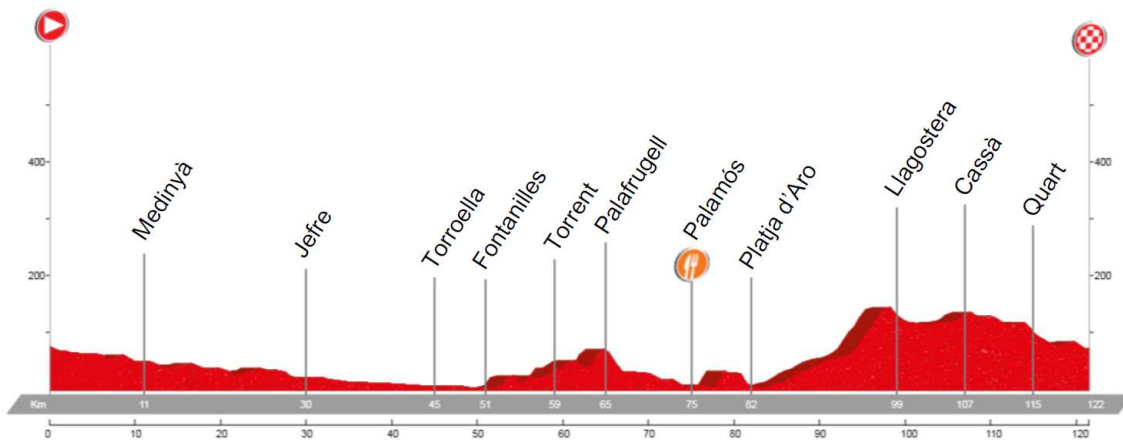 Medinyà
Jefre
Torroella
Fontanilles
Torrent
Palafrugell
Palamós
Platja d'Aro
Llagostera
Cassà
Quart
400 400
200 200
Km 11 30 45 51 59 65 75 82 99 107 115 122
0 10 20 30 40 50 60 70 80 90 100 110 120